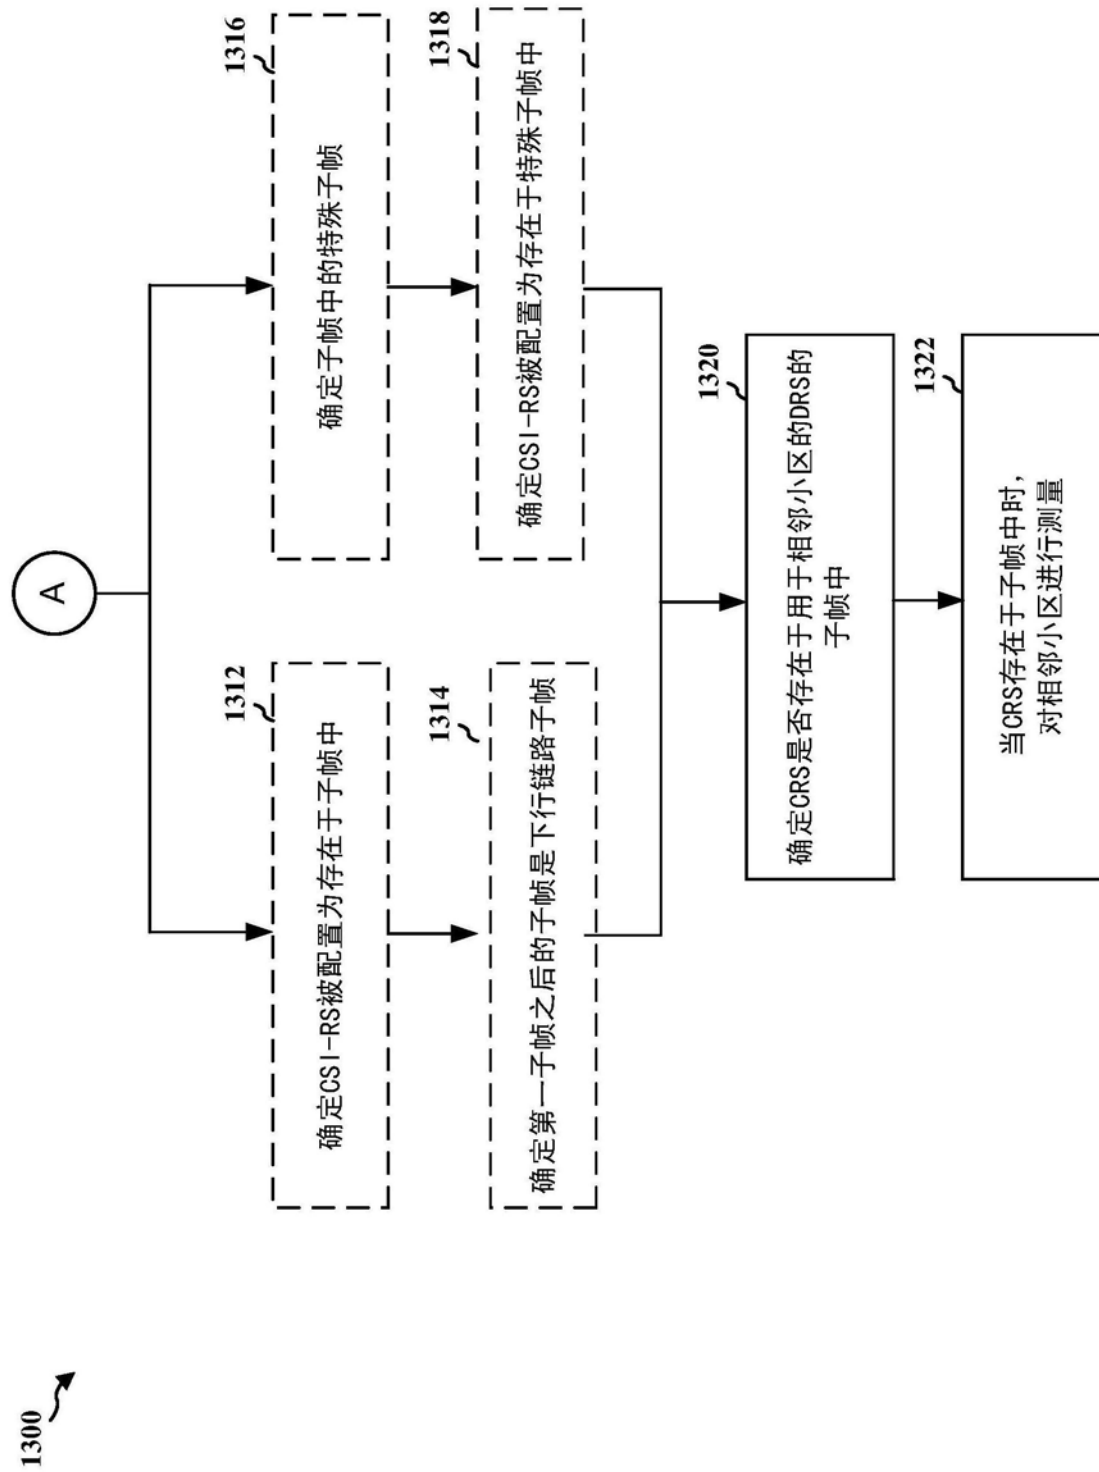 1300
A
1312
确定CSI-RS被配置为存在于子帧中
1314
确定第一子帧之后的子帧是下行链路子帧
1316
确定子帧中的特殊子帧
1318
确定CSI-RS被配置为存在于特殊子帧中
1320
确定CRS是否存在于用于相邻小区的DRS的
子帧中
1322
当CRS存在于子帧中时，
对相邻小区进行测量